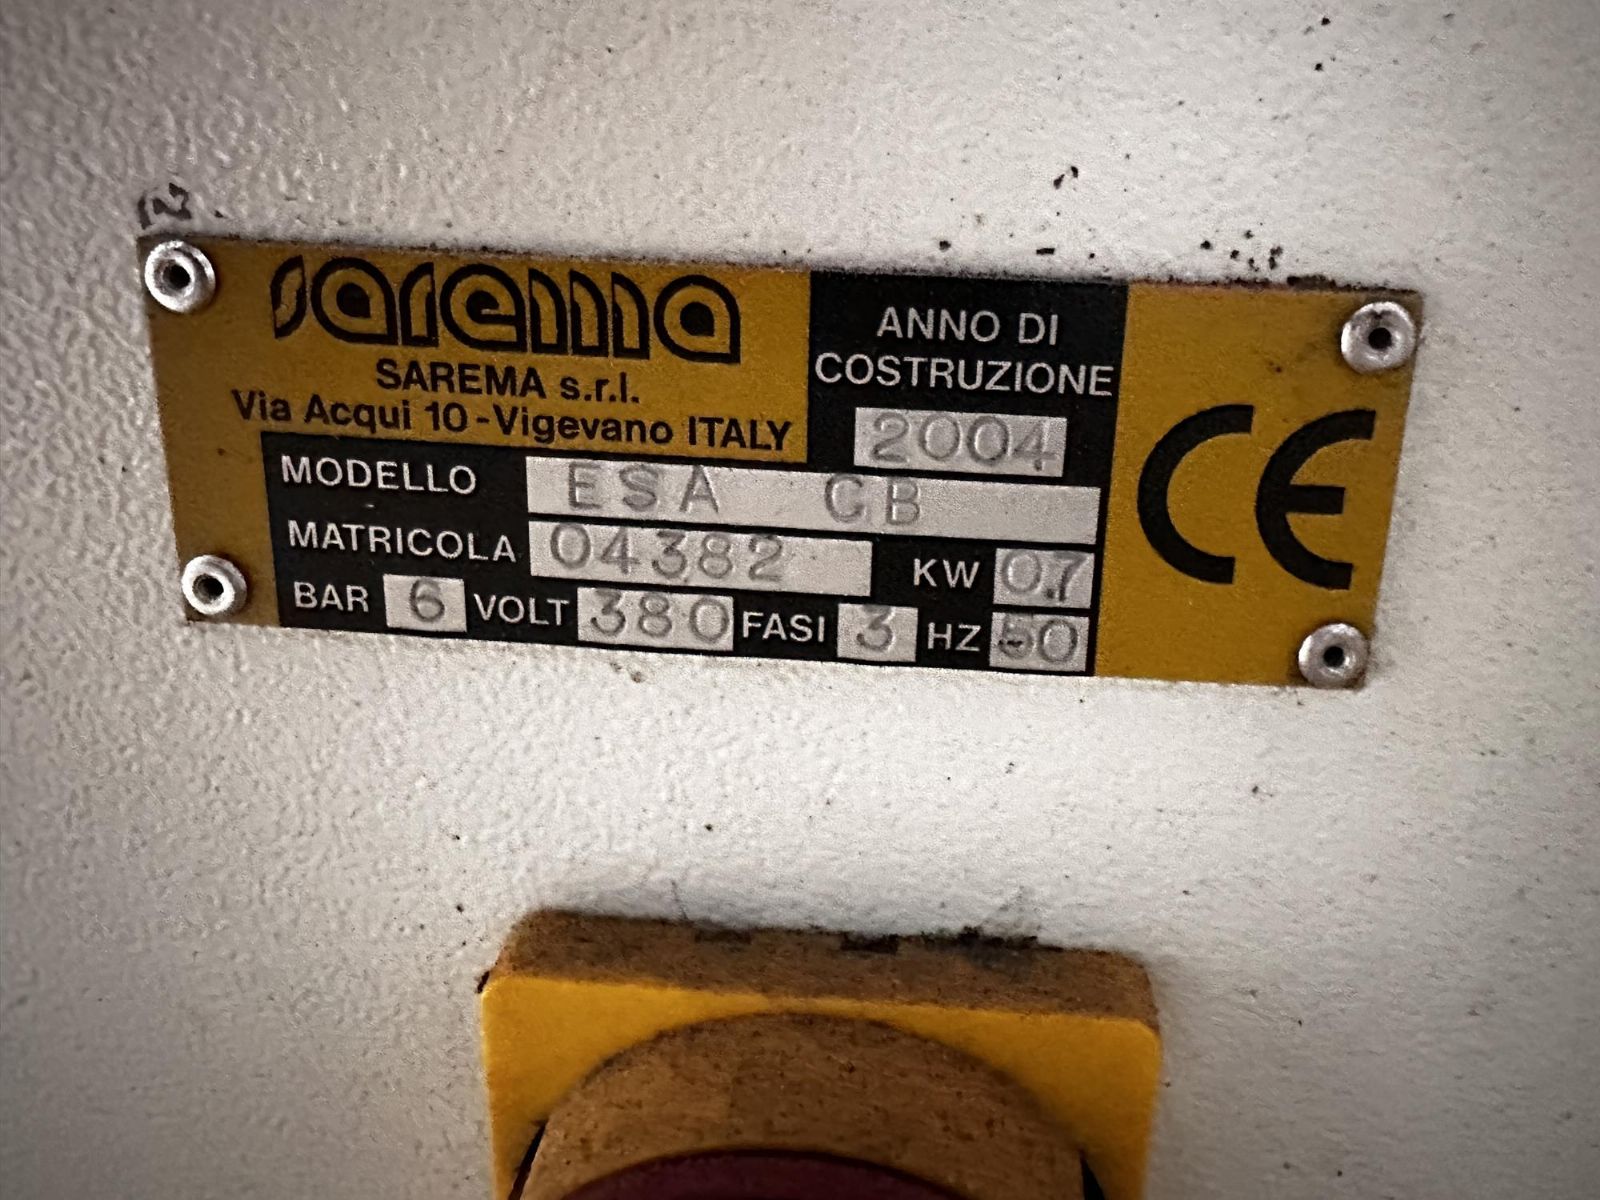 sarema
SAREMA s.r.l.
Via Acqui 10 - Vigevano ITALY
ANNO DI
COSTRUZIONE
2004
MODELLO ESA GB
MATRICOLA 04382 KW 0.7
BAR 6 VOLT 380 FASI 3 HZ 50
CE